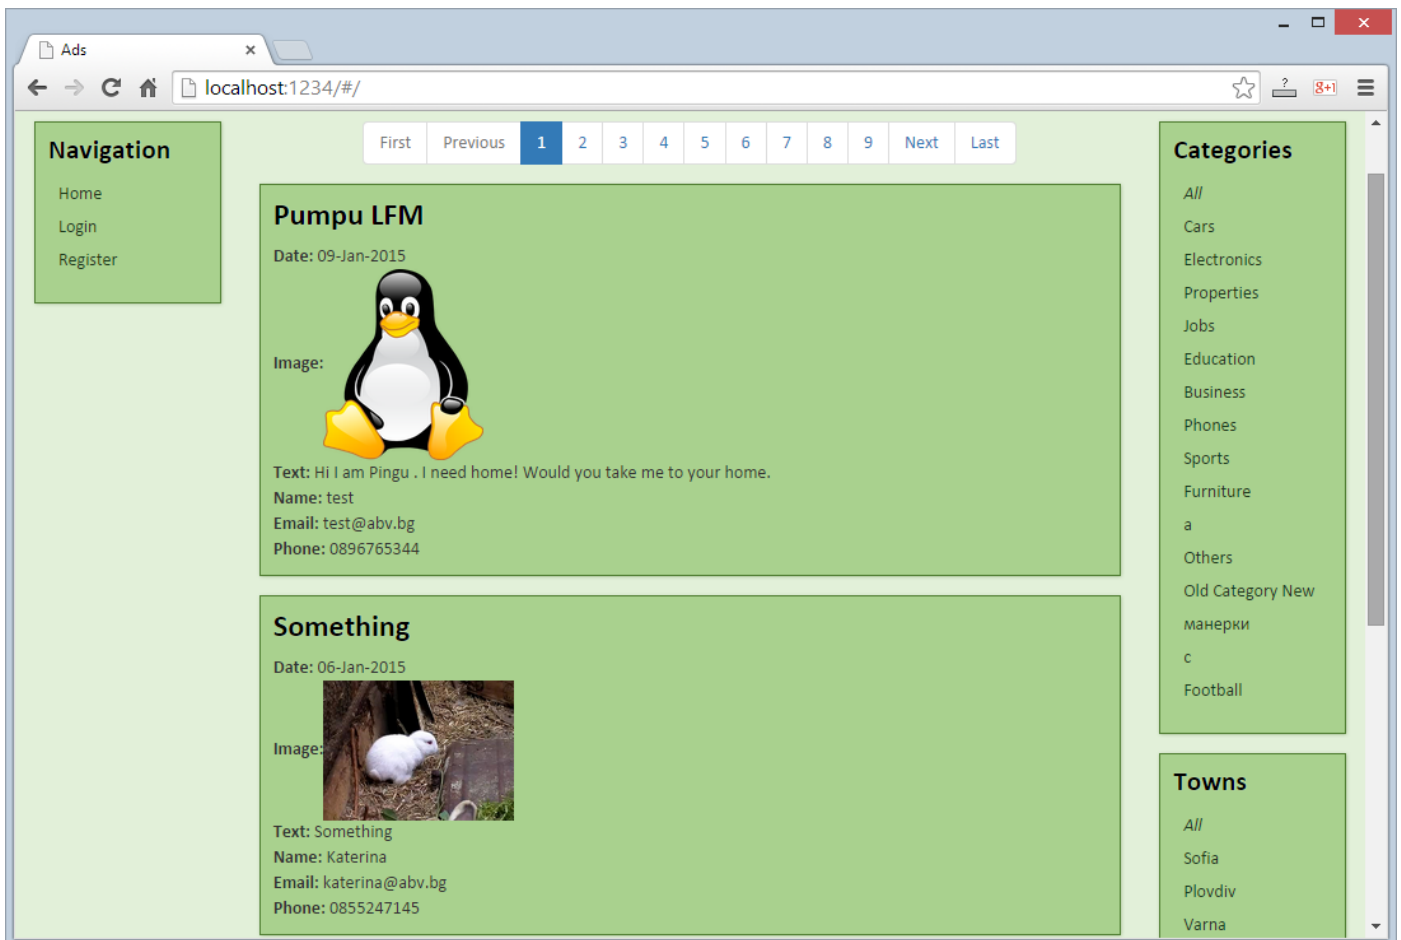 Ads
localhost:1234/#/
?
g+1
Navigation
Home
Login
Register
First Previous 1 2 3 4 5 6 7 8 9 Next Last
Pumpu LFM
Date: 09-Jan-2015
Image:
Text: Hi I am Pingu . I need home! Would you take me to your home.
Name: test
Email: test@abv.bg
Phone: 0896765344
Something
Date: 06-Jan-2015
Image:
Text: Something
Name: Katerina
Email: katerina@abv.bg
Phone: 0855247145
Categories
All
Cars
Electronics
Properties
Jobs
Education
Business
Phones
Sports
Furniture
a
Others
Old Category New
манерки
c
Football
Towns
All
Sofia
Plovdiv
Varna